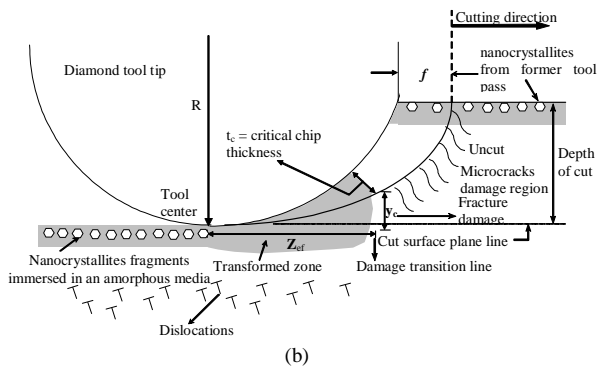 Cutting direction
Diamond tool tip
R
f
nanocrystallites
from former tool
pass
t_c = critical chip
thickness
Uncut
Depth
of cut
Microcracks
damage region
Tool
center
y_c
Fracture
damage
Z_ef
Cut surface plane line
Nanocrystallites fragments
immersed in an amorphous media
Transformed zone
Damage transition line
Dislocations
(b)